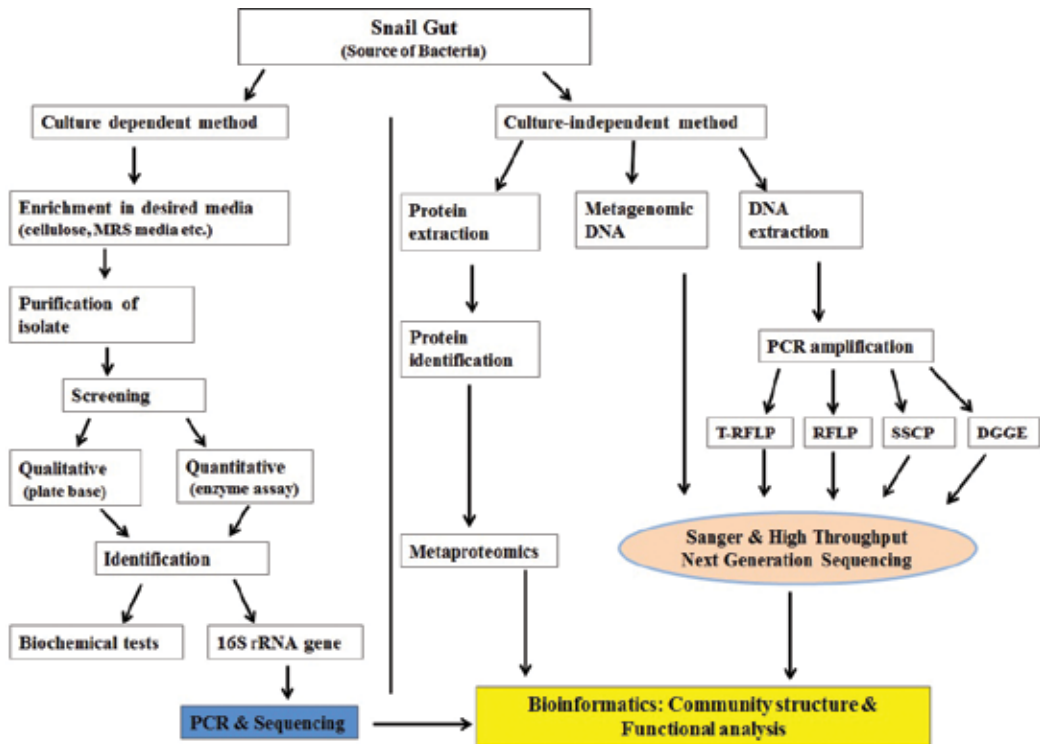 Snail Gut
(Source of Bacteria)
Culture dependent method
Enrichment in desired media
(cellulose, MRS media etc.)
Purification of
isolate
Screening
Qualitative
(plate base)
Quantitative
(enzyme assay)
Identification
Biochemical tests
16S rRNA gene
PCR & Sequencing
Culture-independent method
Protein
extraction
Metagenomic
DNA
DNA
extraction
Protein
identification
PCR amplification
T-RFLP
RFLP
SSCP
DGGE
Metaproteomics
Sanger & High Throughput
Next Generation Sequencing
Bioinformatics: Community structure &
Functional analysis